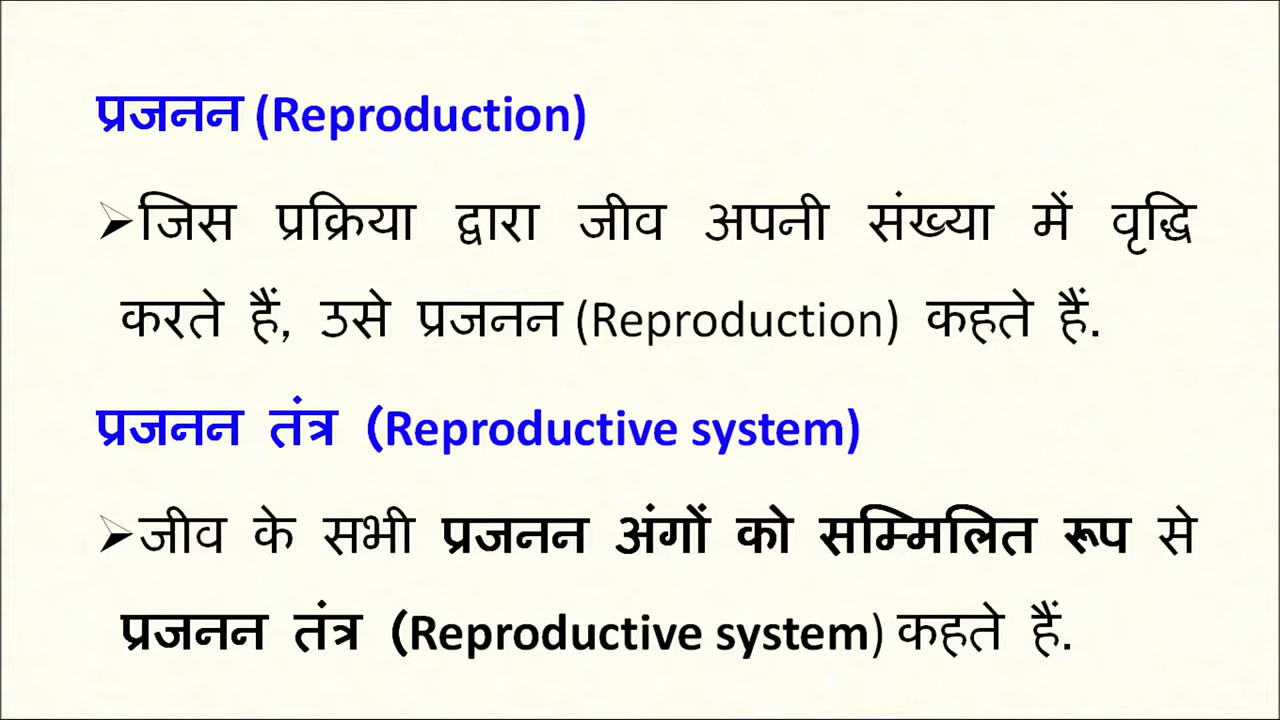 प्रजनन (Reproduction)
➢जिस प्रक्रिया द्वारा जीव अपनी संख्या में वृद्धि
करते हैं, उसे प्रजनन (Reproduction) कहते हैं.
प्रजनन तंत्र (Reproductive system)
➢जीव के सभी प्रजनन अंगों को सम्मिलित रूप से
प्रजनन तंत्र (Reproductive system) कहते हैं.